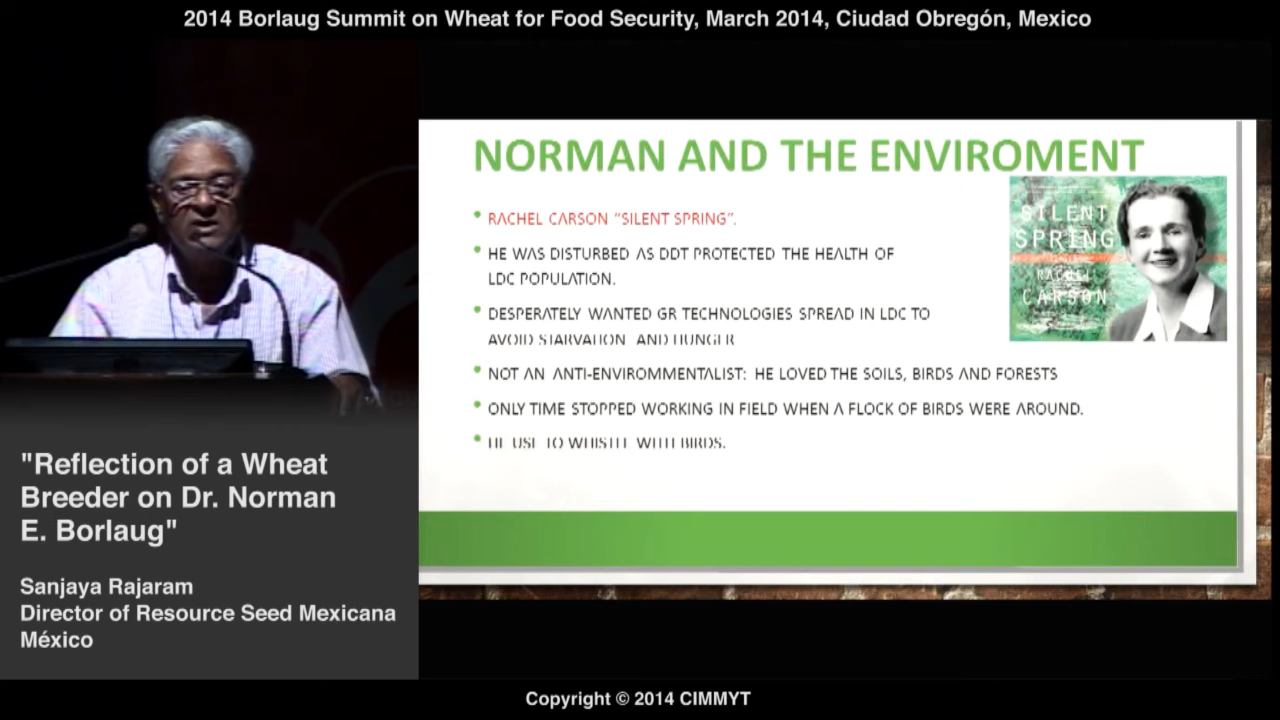 2014 Borlaug Summit on Wheat for Food Security, March 2014, Ciudad Obregón, Mexico
NORMAN AND THE ENVIROMENT
RACHEL CARSON "SILENT SPRING".
HE WAS DISTURBED AS DDT PROTECTED THE HEALTH OF
LDC POPULATION.
DESPERATELY WANTED GR TECHNOLOGIES SPREAD IN LDC TO
AVOID STARVATION AND HUNGER
NOT AN ANTI-ENVIROMMENTALIST: HE LOVED THE SOILS, BIRDS AND FORESTS
ONLY TIME STOPPED WORKING IN FIELD WHEN A FLOCK OF BIRDS WERE AROUND.
HE USE TO WHISTLE WITH BIRDS.
SILENT
SPRING
RACHEL
CARSON
"Reflection of a Wheat
Breeder on Dr. Norman
E. Borlaug"
Sanjaya Rajaram
Director of Resource Seed Mexicana
México
Copyright © 2014 CIMMYT